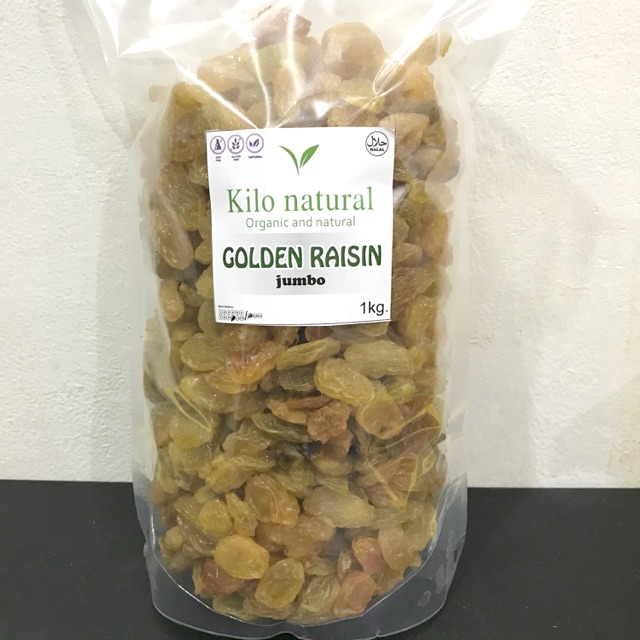 حلال
HALAL
Kilo natural
Organic and natural
GOLDEN RAISIN
jumbo
1kg.